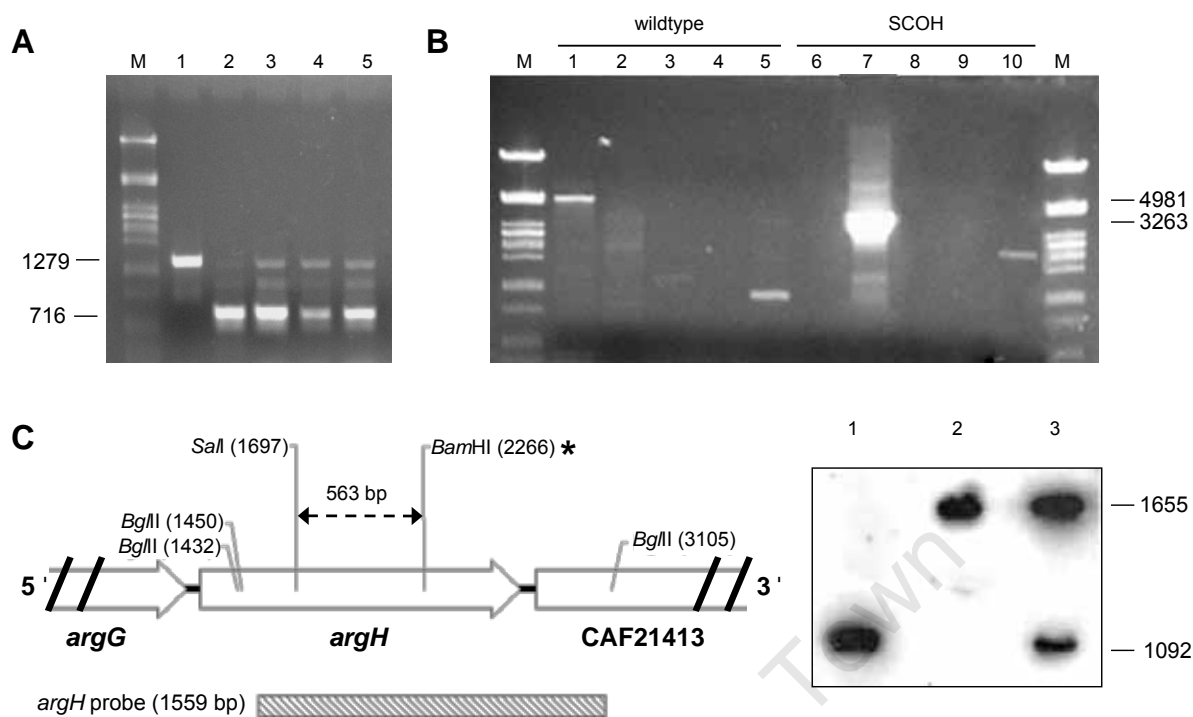 A
M 1 2 3 4 5
1279
716
B
wildtype SCOH
M 1 2 3 4 5 6 7 8 9 10 M
4981
3263
C
SalI (1697)
BamHI (2266) *
563 bp
BglII (1450)
BglII (1432)
BglII (3105)
5 ' 3 '
argG argH CAF21413
argH probe (1559 bp)
1 2 3
1655
1092
Town